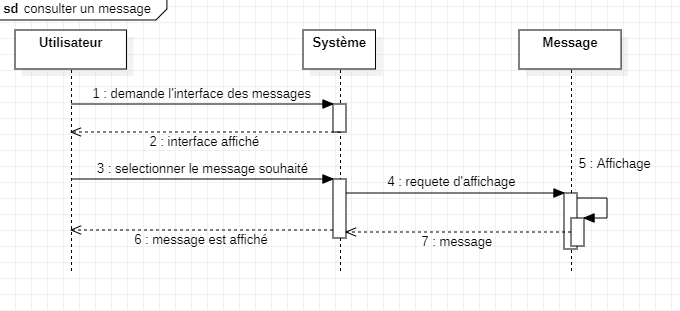 sd consulter un message
Utilisateur
Système
Message
1 : demande l'interface des messages
2 : interface affiché
5 : Affichage
3 : selectionner le message souhaité
4 : requete d'affichage
6 : message est affiché
7 : message